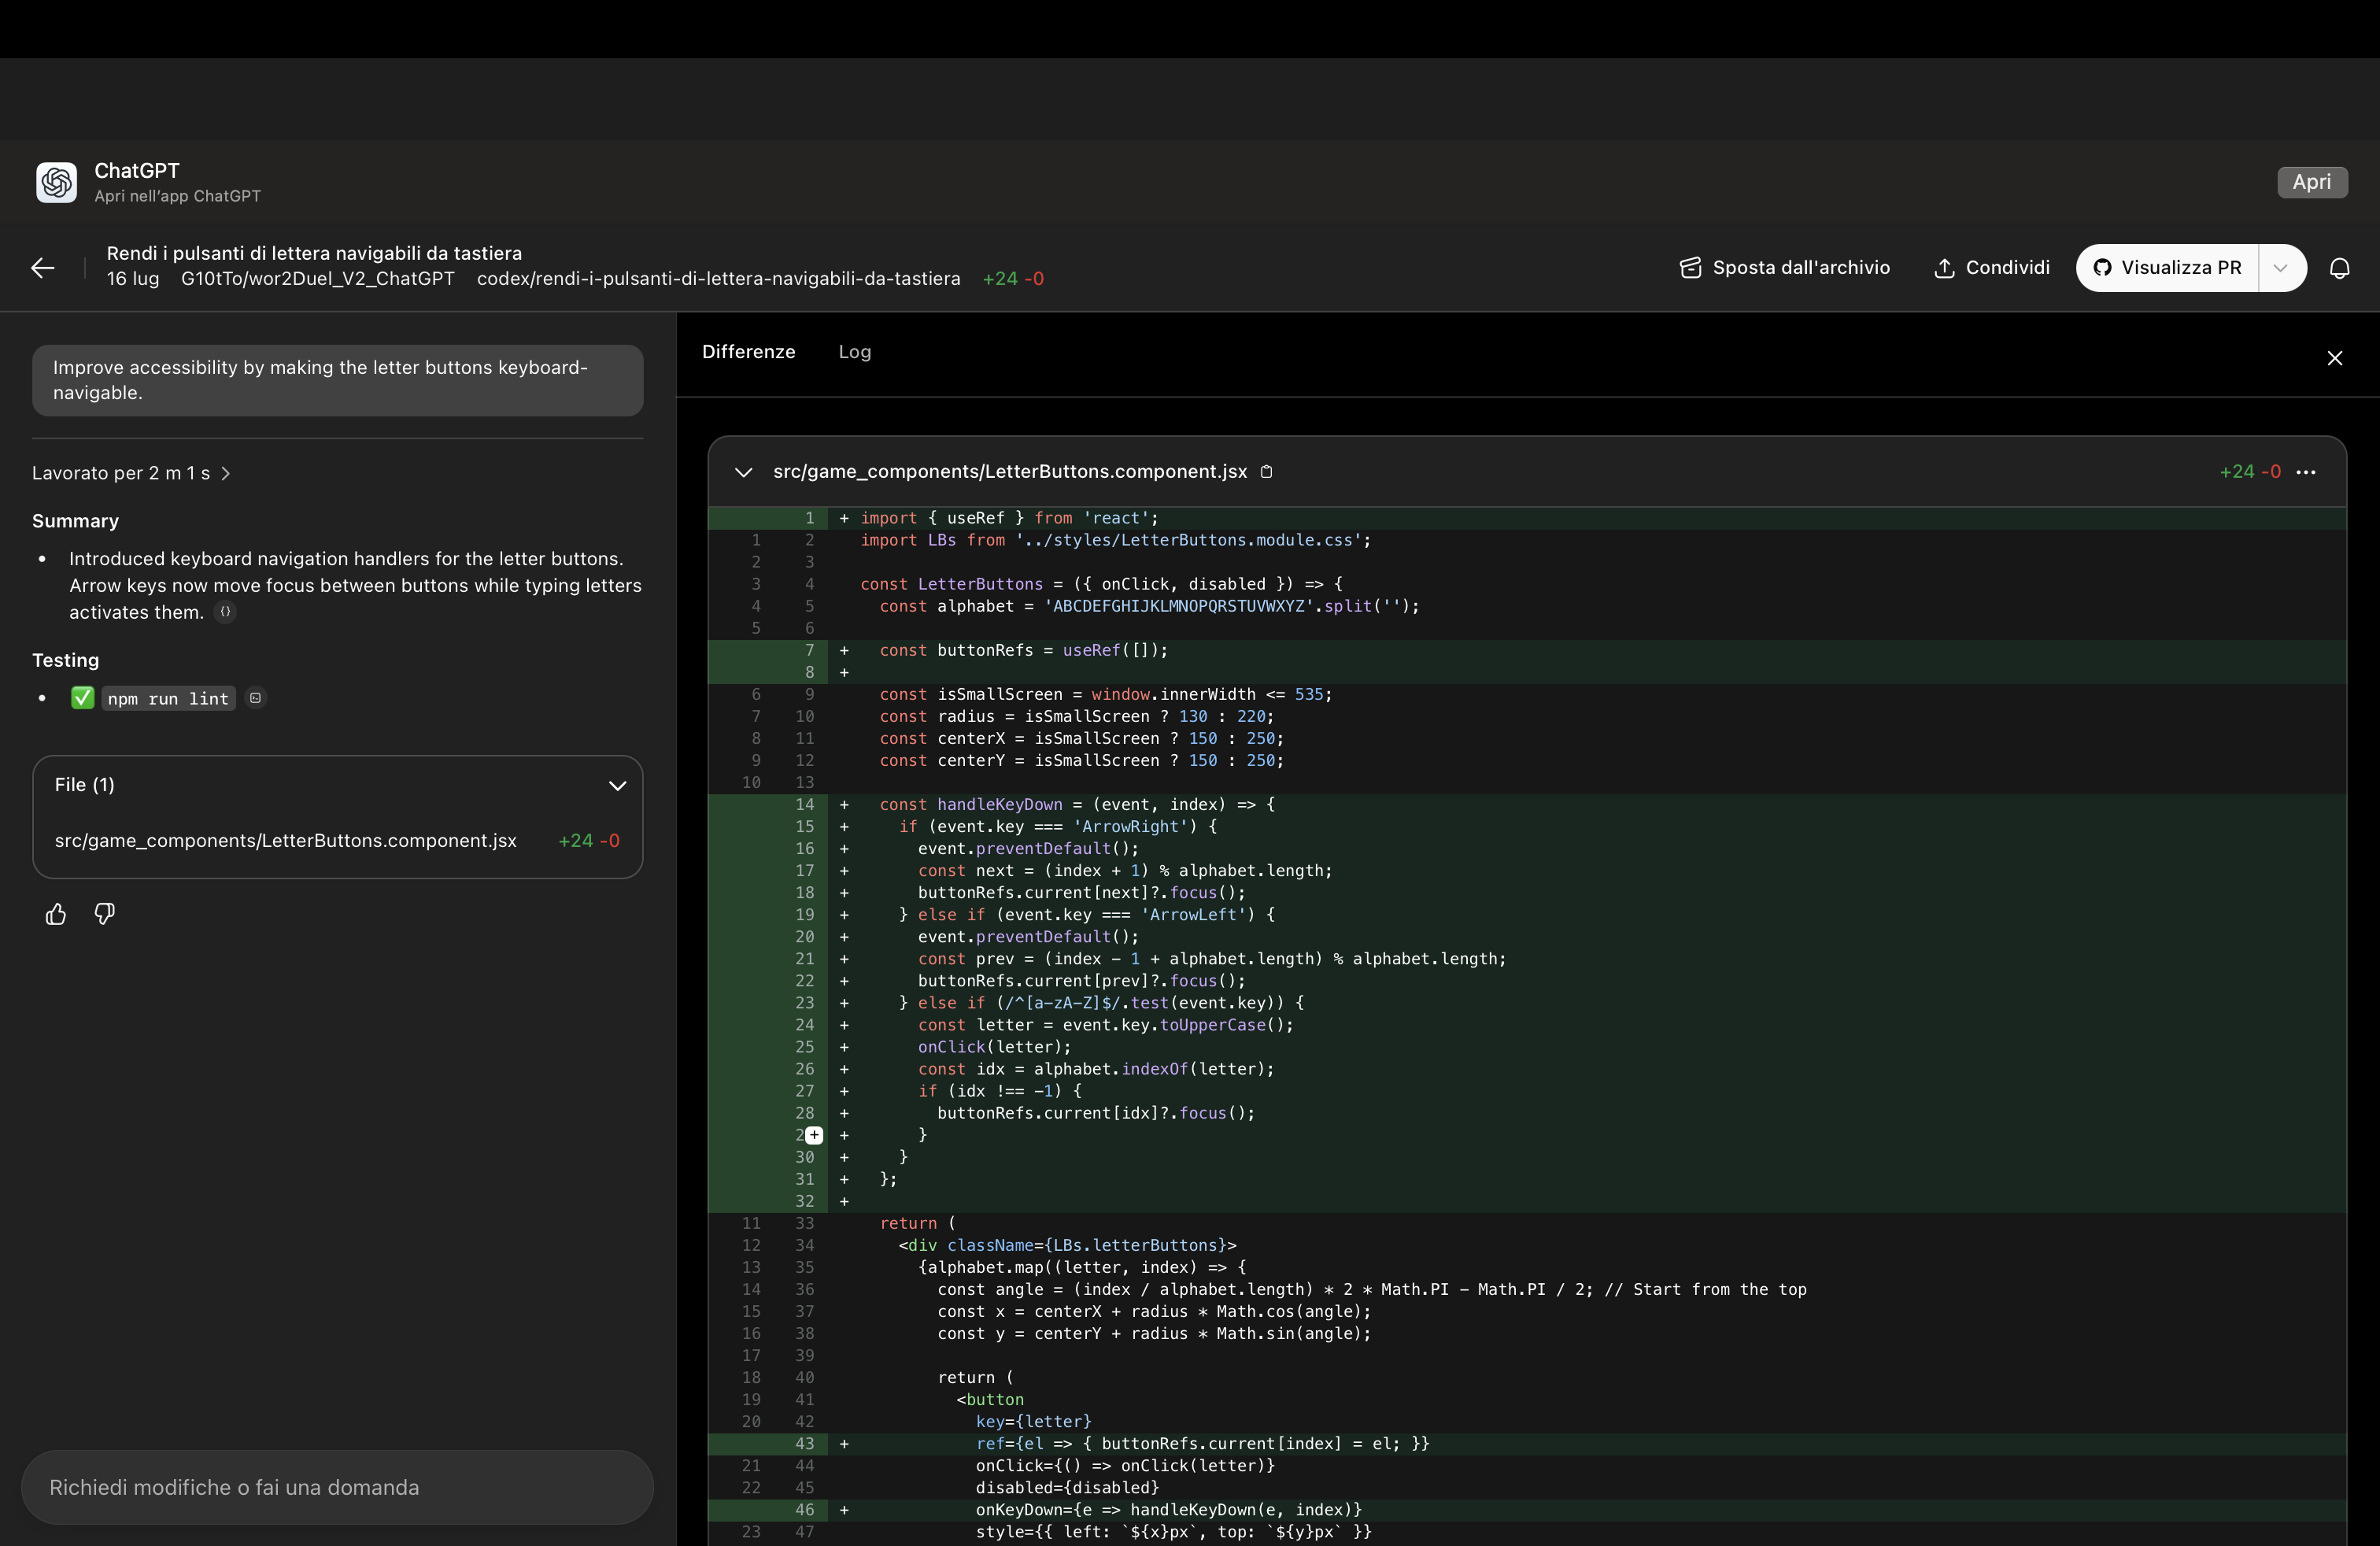 ChatGPT
Apri nell'app ChatGPT
Apri
Rendi i pulsanti di lettera navigabili da tastiera
16 lug G10tTo/wor2Duel_V2_ChatGPT codex/rendi-i-pulsanti-di-lettera-navigabili-da-tastiera +24 -0
Sposta dall'archivio
Condividi
Visualizza PR
Improve accessibility by making the letter buttons keyboard-
navigable.
Lavorato per 2 m 1 s
Summary
• Introduced keyboard navigation handlers for the letter buttons.
Arrow keys now move focus between buttons while typing letters
activates them. {}
Testing
• ✅ npm run lint
File (1)
src/game_components/LetterButtons.component.jsx +24 -0
Richiedi modifiche o fai una domanda
Differenze Log
src/game_components/LetterButtons.component.jsx +24 -0
1 + import { useRef } from 'react';
1 2 import LBs from '../styles/LetterButtons.module.css';
2 3
3 4 const LetterButtons = ({ onClick, disabled }) => {
4 5 const alphabet = 'ABCDEFGHIJKLMNOPQRSTUVWXYZ'.split('');
5 6
7 + const buttonRefs = useRef([]);
8 +
6 9 const isSmallScreen = window.innerWidth <= 535;
7 10 const radius = isSmallScreen ? 130 : 220;
8 11 const centerX = isSmallScreen ? 150 : 250;
9 12 const centerY = isSmallScreen ? 150 : 250;
10 13
14 + const handleKeyDown = (event, index) => {
15 + if (event.key === 'ArrowRight') {
16 + event.preventDefault();
17 + const next = (index + 1) % alphabet.length;
18 + buttonRefs.current[next]?.focus();
19 + } else if (event.key === 'ArrowLeft') {
20 + event.preventDefault();
21 + const prev = (index - 1 + alphabet.length) % alphabet.length;
22 + buttonRefs.current[prev]?.focus();
23 + } else if (/^[a-zA-Z]$/.test(event.key)) {
24 + const letter = event.key.toUpperCase();
25 + onClick(letter);
26 + const idx = alphabet.indexOf(letter);
27 + if (idx !== -1) {
28 + buttonRefs.current[idx]?.focus();
2 + + }
30 + }
31 + };
32 +
11 33 return (
12 34 <div className={LBs.letterButtons}>
13 35 {alphabet.map((letter, index) => {
14 36 const angle = (index / alphabet.length) * 2 * Math.PI - Math.PI / 2; // Start from the top
15 37 const x = centerX + radius * Math.cos(angle);
16 38 const y = centerY + radius * Math.sin(angle);
17 39
18 40 return (
19 41 <button
20 42 key={letter}
43 + ref={el => { buttonRefs.current[index] = el; }}
21 44 onClick={() => onClick(letter)}
22 45 disabled={disabled}
46 + onKeyDown={e => handleKeyDown(e, index)}
23 47 style={{ left: `${x}px`, top: `${y}px` }}